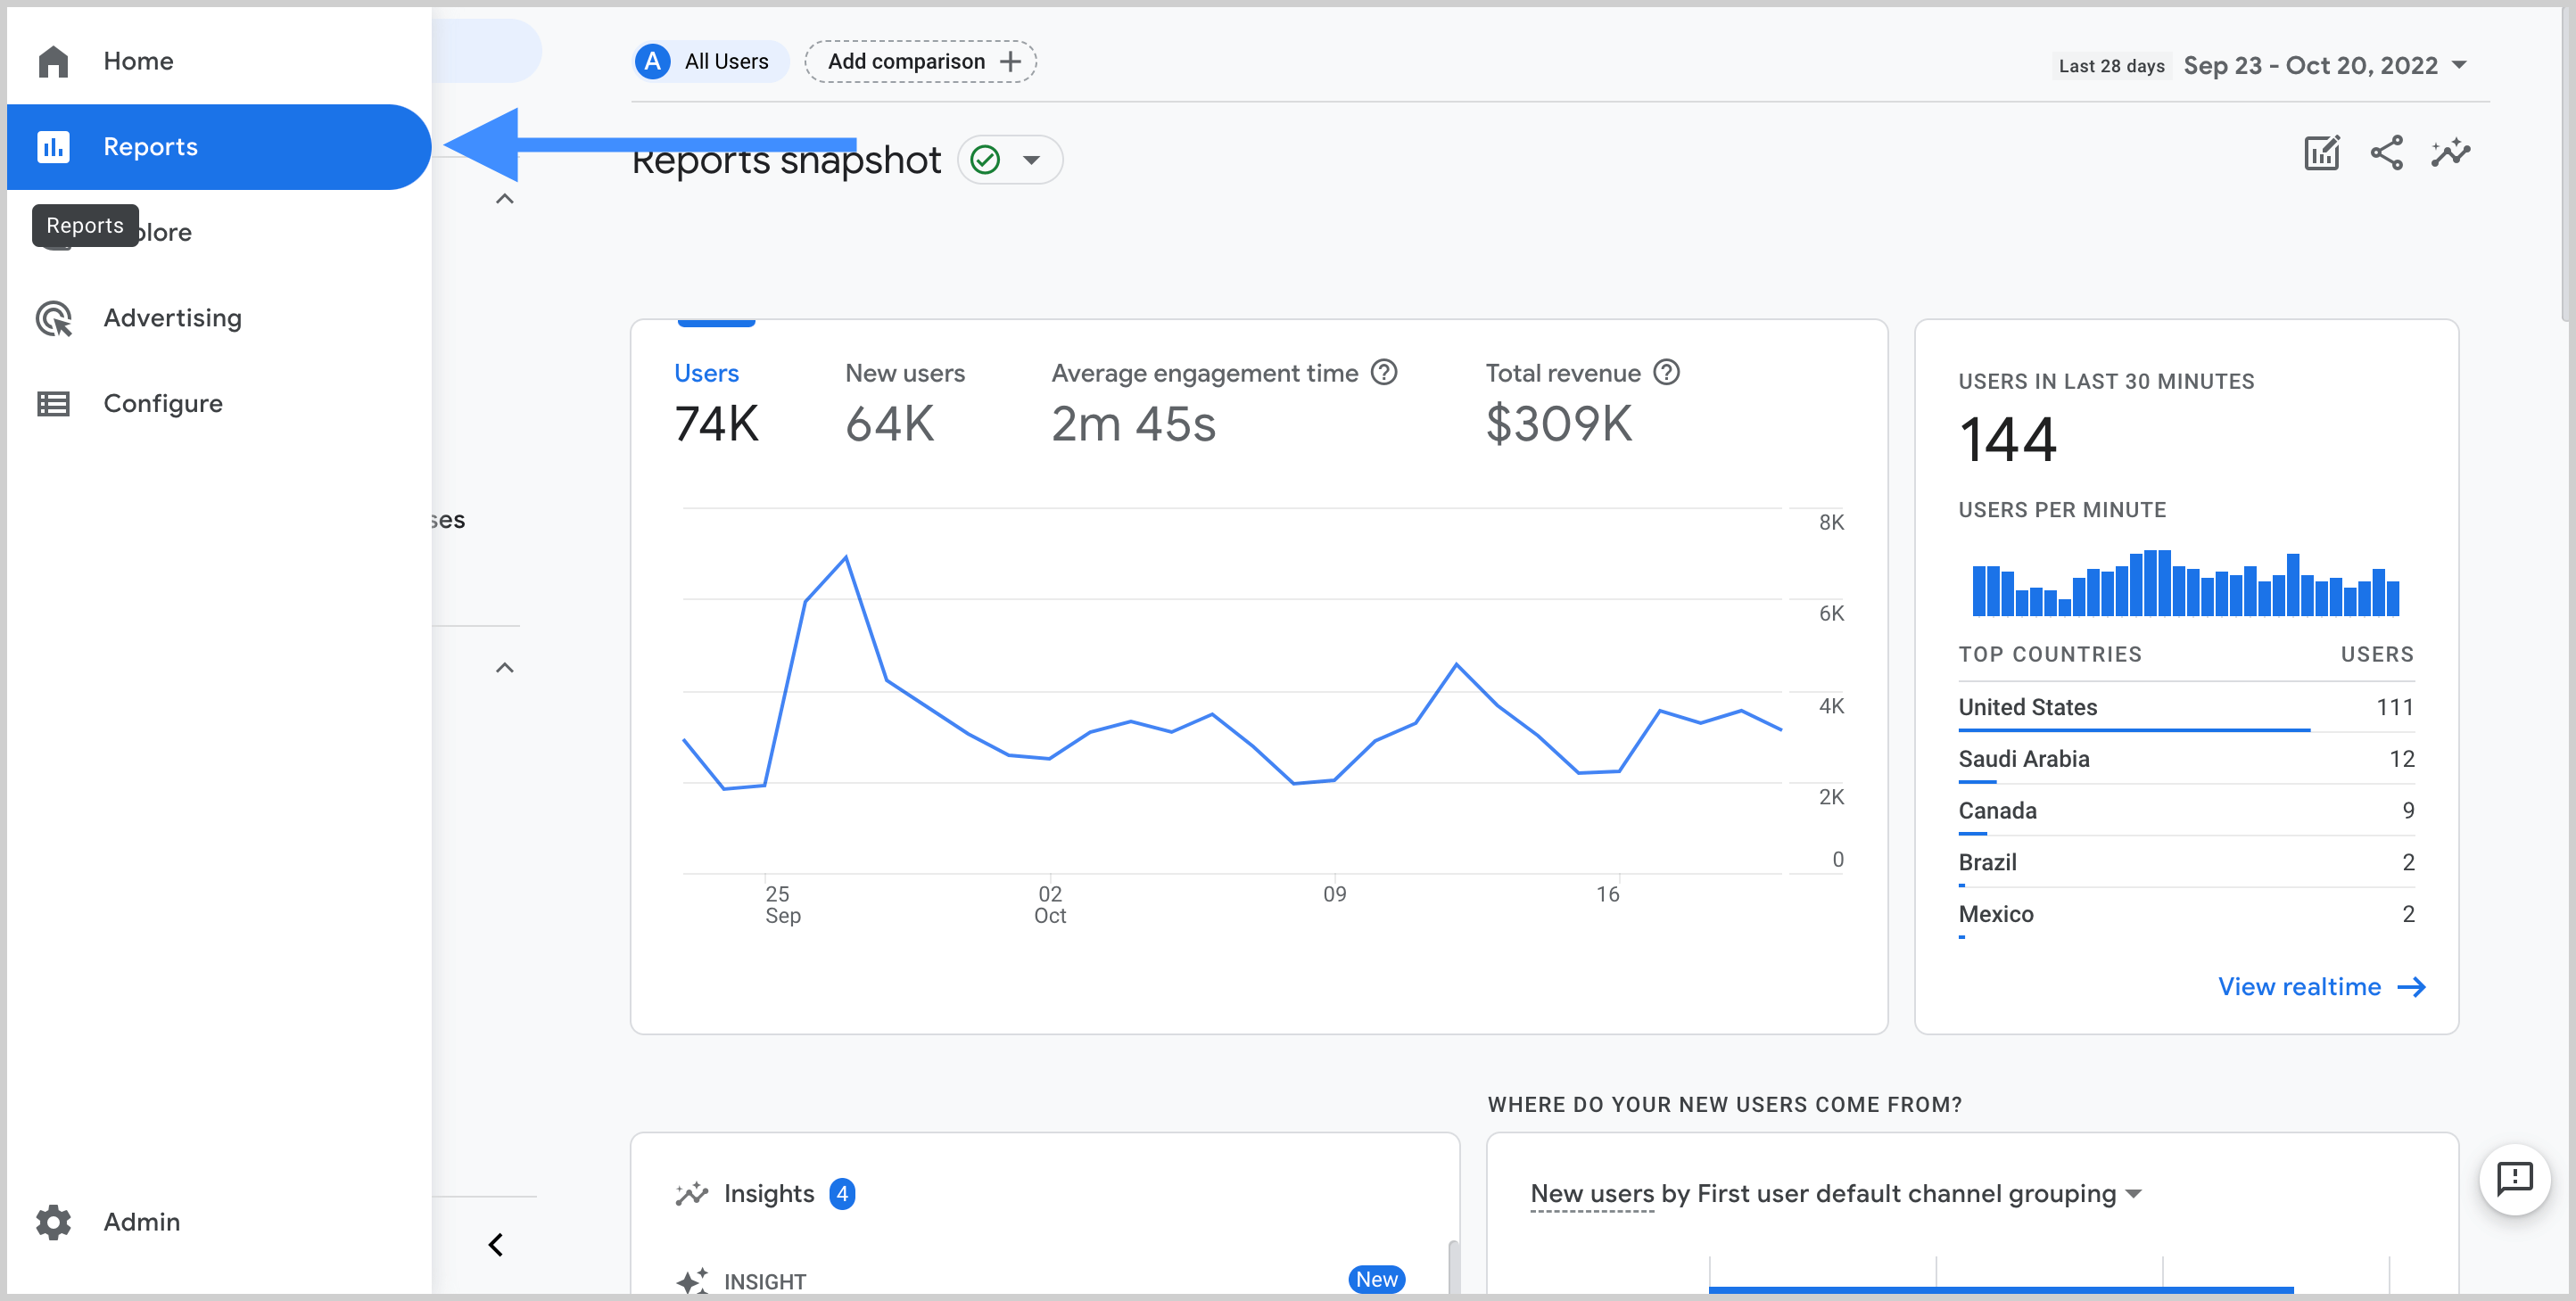 Home
Reports
Reports
plore
Advertising
Configure
Admin
ses
A All Users
Add comparison
Last 28 days Sep 23 - Oct 20, 2022
Reports snapshot
Users
74K
New users
64K
Average engagement time
2m 45s
Total revenue
$309K
8K
6K
4K
2K
0
25
Sep
02
Oct
09
16
USERS IN LAST 30 MINUTES
144
USERS PER MINUTE
TOP COUNTRIES USERS
United States 111
Saudi Arabia 12
Canada 9
Brazil 2
Mexico 2
View realtime
Insights 4
INSIGHT New
WHERE DO YOUR NEW USERS COME FROM?
New users by First user default channel grouping